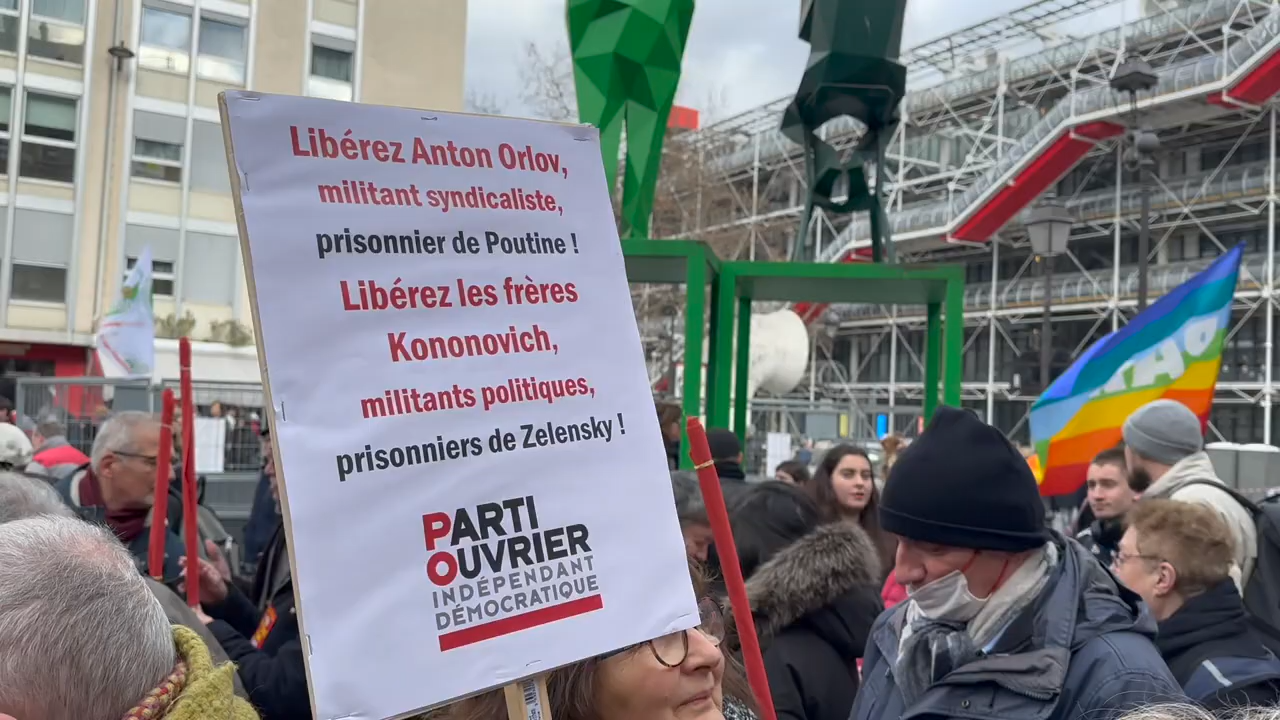 Libérez Anton Orlov,
militant syndicaliste,
prisonnier de Poutine !
Libérez les frères
Kononovich,
militants politiques,
prisonniers de Zelensky !
PARTI
OUVRIER
INDÉPENDANT
DÉMOCRATIQUE